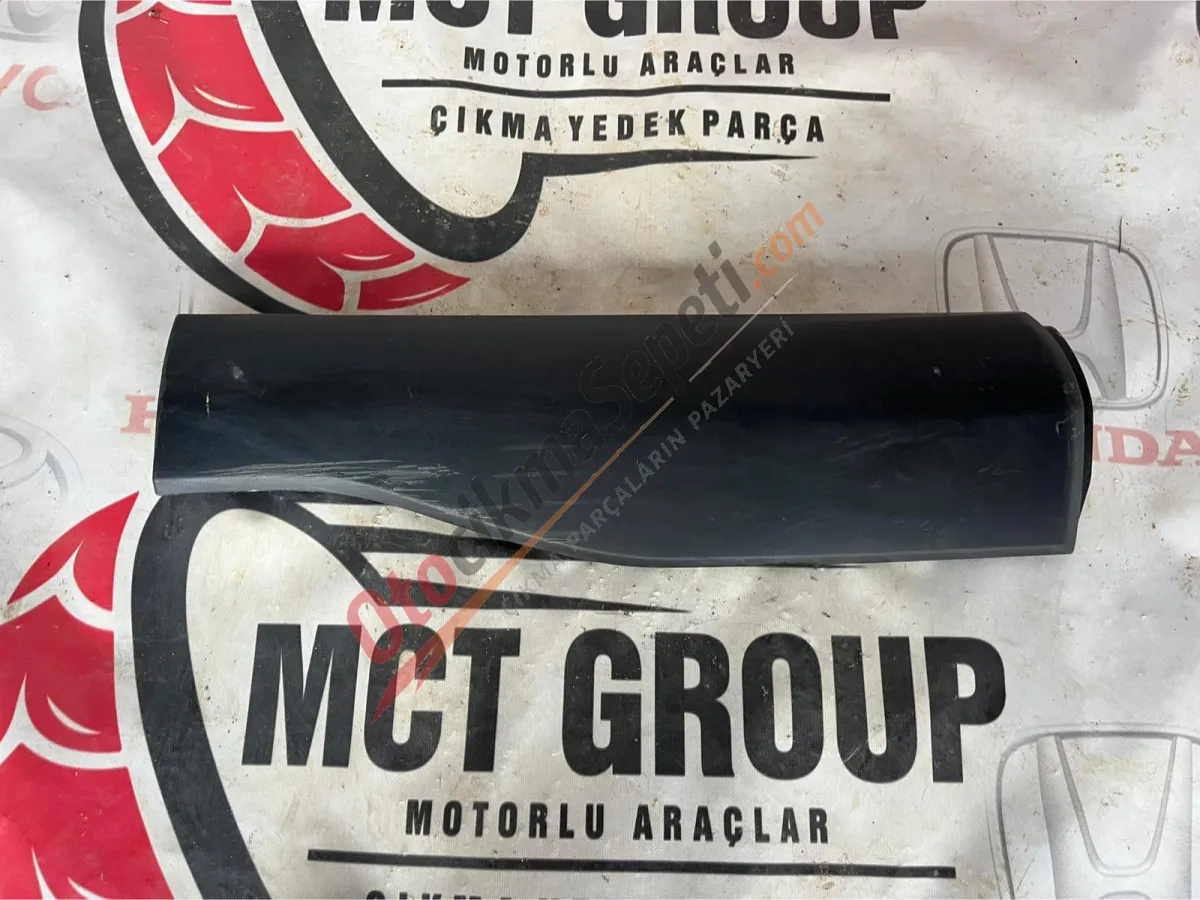 MCT GROUP
MOTORLU ARAÇLAR
ÇIKMA YEDEK PARÇA
OtoÇıkmaSepeti.com
ÇIKMA PARÇALARIN PAZARYERİ
MCT GROUP
MOTORLU ARAÇLAR